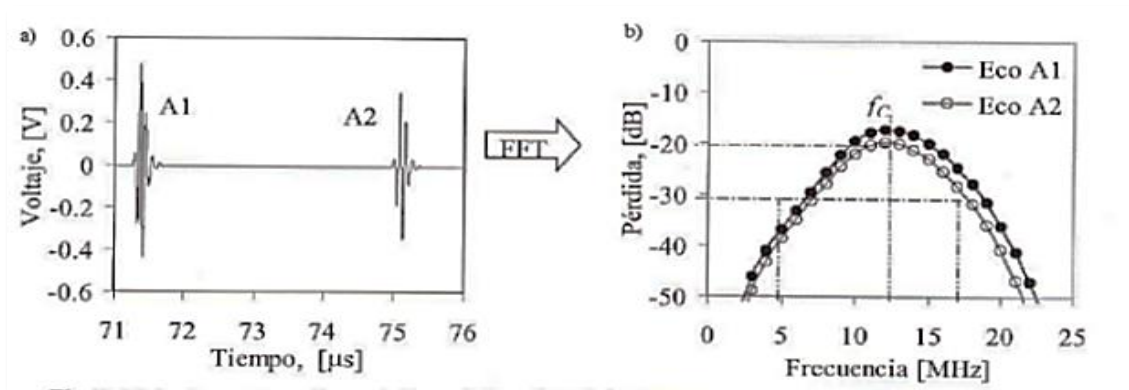 a)
0.6
0.4
0.2
0
-0.2
-0.4
-0.6
Voltaje, [V]
A1
A2
71 72 73 74 75 76
Tiempo, [µs]
FFT
b)
0
-10
-20
-30
-40
-50
Pérdida, [dB]
Eco A1
Eco A2
fC
0 5 10 15 20 25
Frecuencia [MHz]